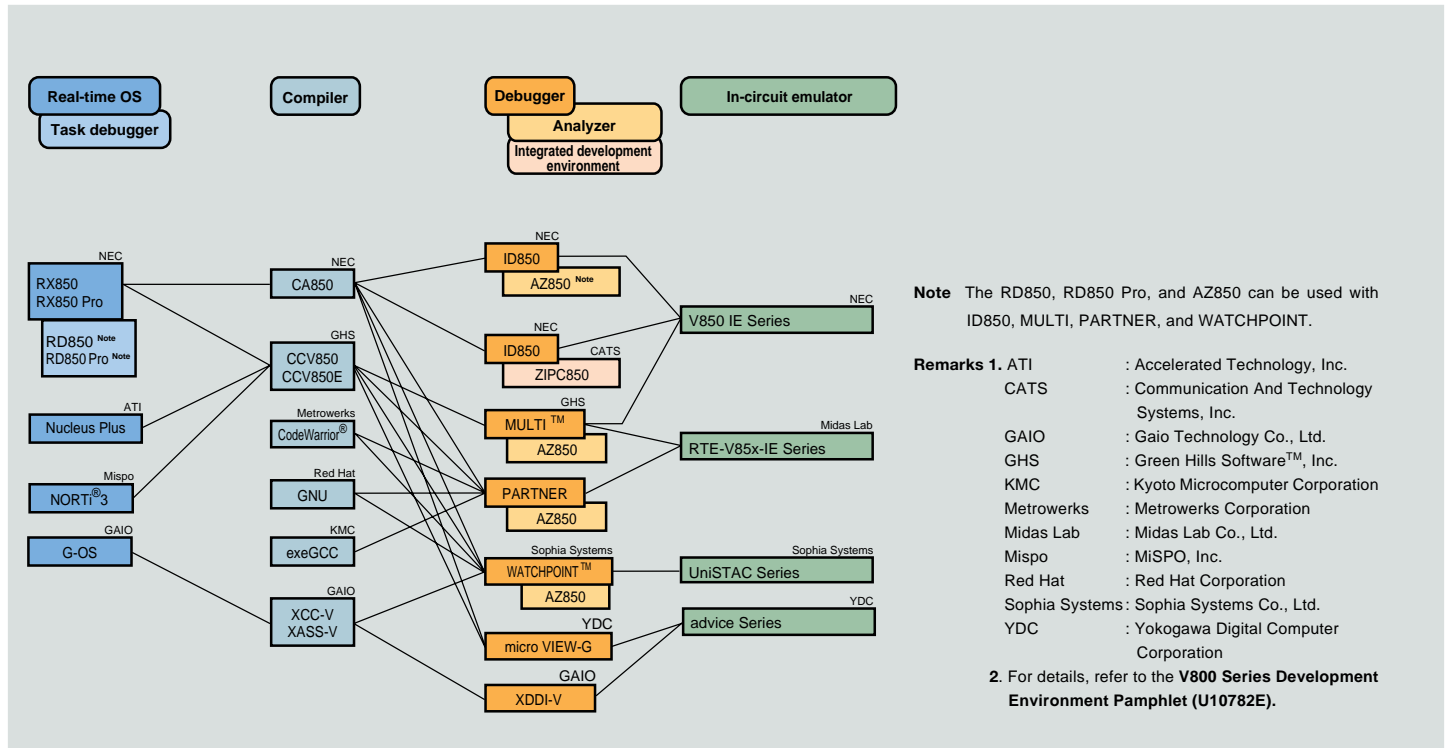 Real-time OS
Task debugger
Compiler
Debugger
Analyzer
Integrated development
environment
In-circuit emulator
NEC
RX850
RX850 Pro
RD850 Note
RD850 Pro Note
ATI
Nucleus Plus
Mispo
NORTi®3
GAIO
G-OS
NEC
CA850
GHS
CCV850
CCV850E
Metrowerks
CodeWarrior®
Red Hat
GNU
KMC
exeGCC
GAIO
XCC-V
XASS-V
NEC
ID850
AZ850 Note
NEC
ID850
CATS
ZIPC850
GHS
MULTI TM
AZ850
PARTNER
AZ850
Sophia Systems
WATCHPOINT TM
AZ850
YDC
micro VIEW-G
GAIO
XDDI-V
NEC
V850 IE Series
Midas Lab
RTE-V85x-IE Series
Sophia Systems
UniSTAC Series
YDC
advice Series
Note The RD850, RD850 Pro, and AZ850 can be used with
ID850, MULTI, PARTNER, and WATCHPOINT.
Remarks 1. ATI : Accelerated Technology, Inc.
CATS : Communication And Technology
Systems, Inc.
GAIO : Gaio Technology Co., Ltd.
GHS : Green Hills Software™, Inc.
KMC : Kyoto Microcomputer Corporation
Metrowerks : Metrowerks Corporation
Midas Lab : Midas Lab Co., Ltd.
Mispo : MiSPO, Inc.
Red Hat : Red Hat Corporation
Sophia Systems : Sophia Systems Co., Ltd.
YDC : Yokogawa Digital Computer
Corporation
2. For details, refer to the V800 Series Development
Environment Pamphlet (U10782E).